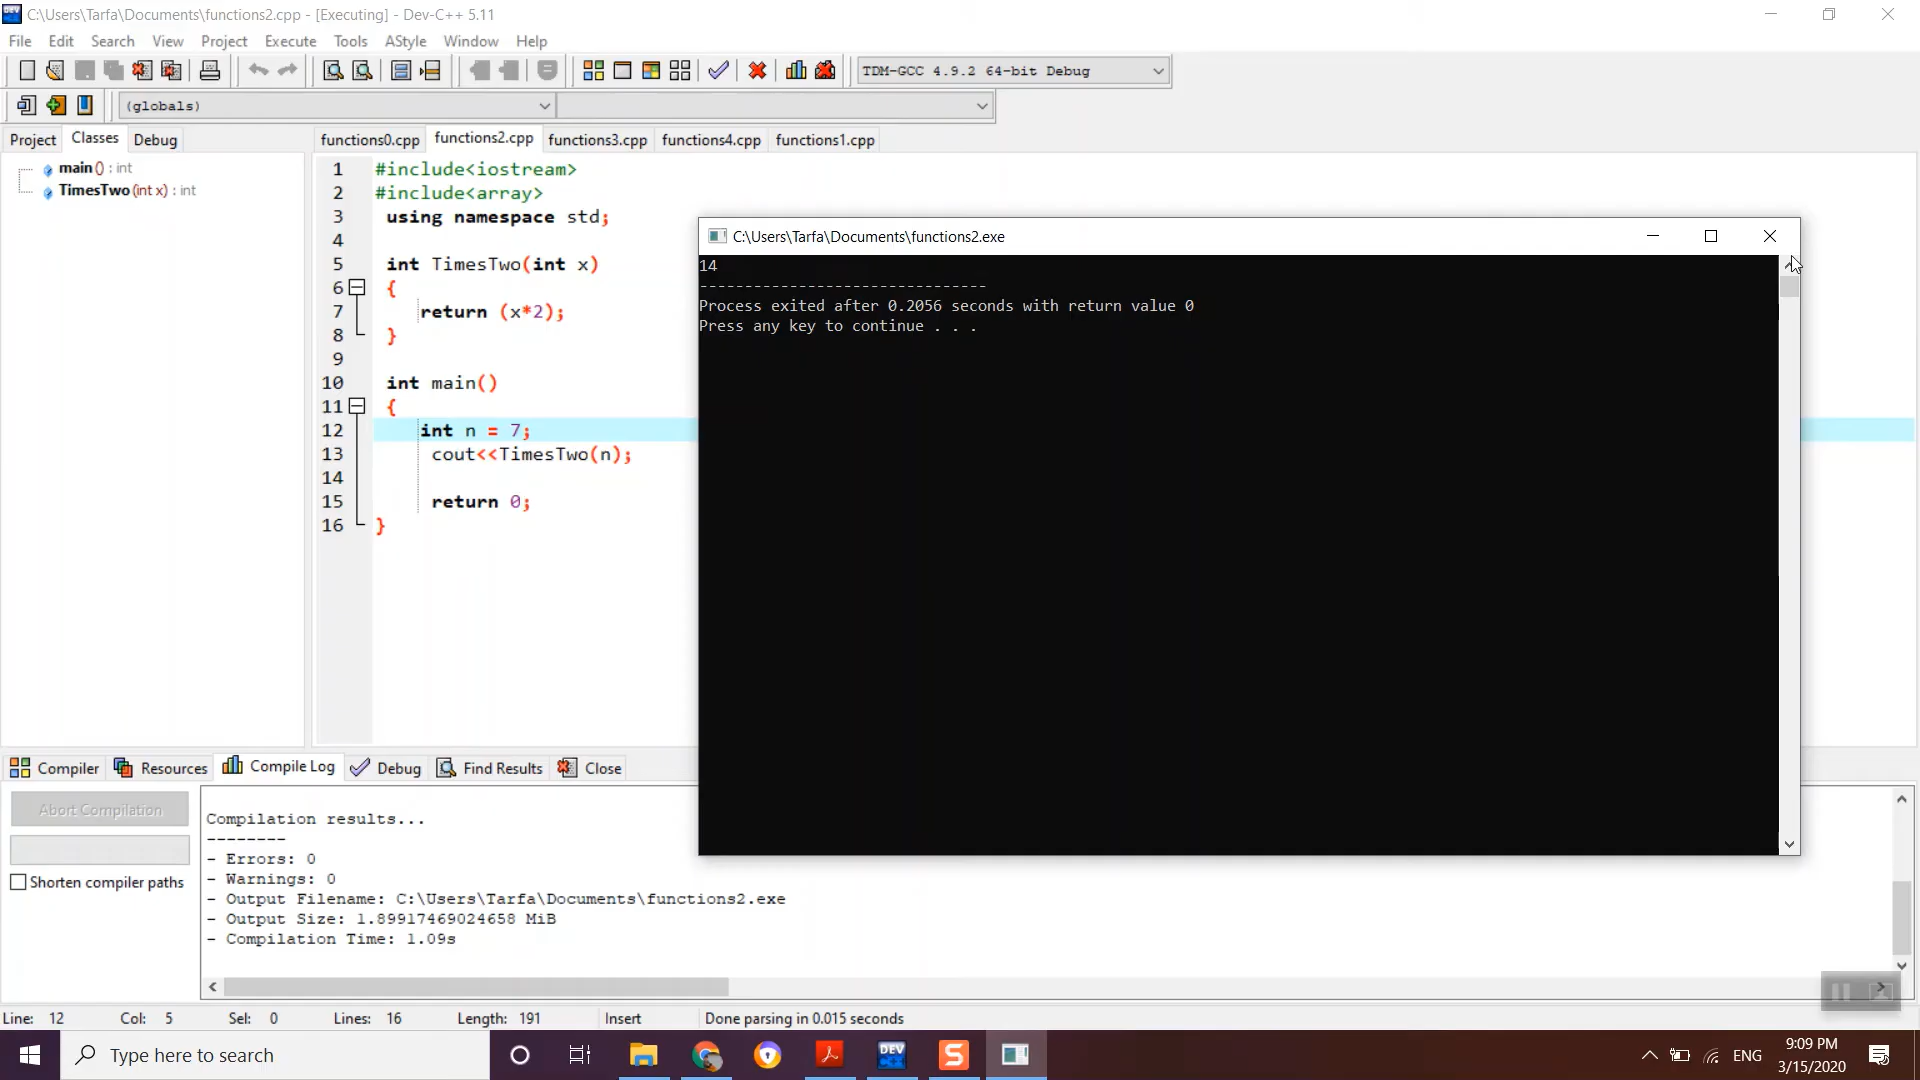 C:\Users\Tarfa\Documents\functions2.cpp - [Executing] - Dev-C++ 5.11
File Edit Search View Project Execute Tools AStyle Window Help
TDM-GCC 4.9.2 64-bit Debug
(globals)
Project Classes Debug
functions0.cpp functions2.cpp functions3.cpp functions4.cpp functions1.cpp
main () : int
TimesTwo (int x) : int
1 #include<iostream>
2 #include<array>
3 using namespace std;
4
5 int TimesTwo(int x)
6 {
7 return (x*2);
8 }
9
10 int main()
11 {
12 int n = 7;
13 cout<<TimesTwo(n);
14
15 return 0;
16 }
C:\Users\Tarfa\Documents\functions2.exe
14
--------------------------------
Process exited after 0.2056 seconds with return value 0
Press any key to continue . . .
Compiler Resources Compile Log Debug Find Results Close
Abort Compilation
Shorten compiler paths
Compilation results...
--------
- Errors: 0
- Warnings: 0
- Output Filename: C:\Users\Tarfa\Documents\functions2.exe
- Output Size: 1.89917469024658 MiB
- Compilation Time: 1.09s
Line: 12 Col: 5 Sel: 0 Lines: 16 Length: 191 Insert Done parsing in 0.015 seconds
Type here to search
DEV
S
ENG
9:09 PM
3/15/2020